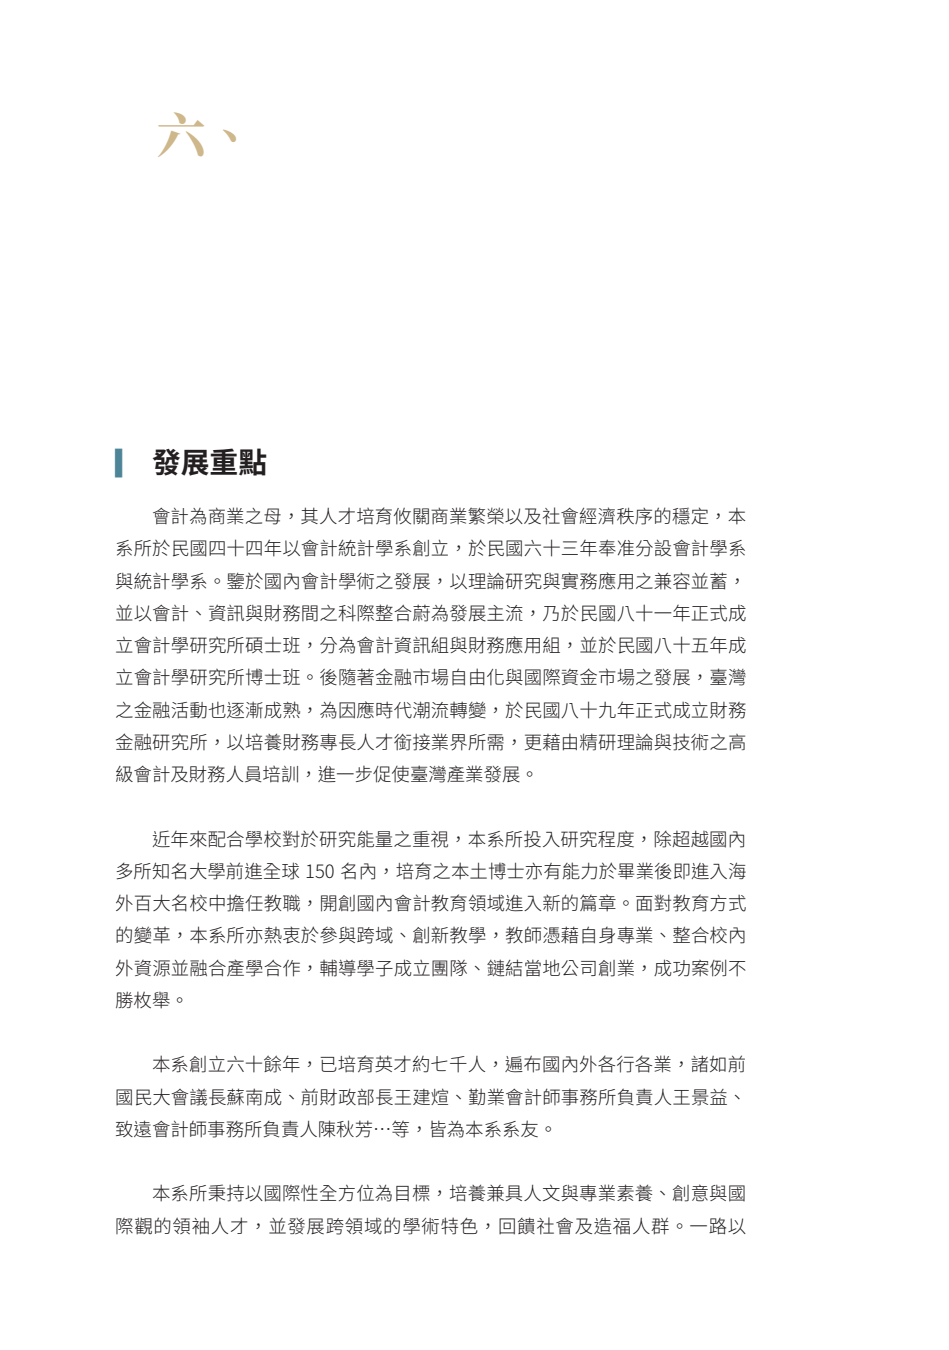 六、
發展重點
會計為商業之母，其人才培育攸關商業繁榮以及社會經濟秩序的穩定，本
系所於民國四十四年以會計統計學系創立，於民國六十三年奉准分設會計學系
與統計學系。鑒於國內會計學術之發展，以理論研究與實務應用之兼容並蓄，
並以會計、資訊與財務間之科際整合蔚為發展主流，乃於民國八十一年正式成
立會計學研究所碩士班，分為會計資訊組與財務應用組，並於民國八十五年成
立會計學研究所博士班。後隨著金融市場自由化與國際資金市場之發展，臺灣
之金融活動也逐漸成熟，為因應時代潮流轉變，於民國八十九年正式成立財務
金融研究所，以培養財務專長人才銜接業界所需，更藉由精研理論與技術之高
級會計及財務人員培訓，進一步促使臺灣產業發展。
近年來配合學校對於研究能量之重視，本系所投入研究程度，除超越國內
多所知名大學前進全球 150 名內，培育之本土博士亦有能力於畢業後即進入海
外百大名校中擔任教職，開創國內會計教育領域進入新的篇章。面對教育方式
的變革，本系所亦熱衷於參與跨域、創新教學，教師憑藉自身專業、整合校內
外資源並融合產學合作，輔導學子成立團隊、鏈結當地公司創業，成功案例不
勝枚舉。
本系創立六十餘年，已培育英才約七千人，遍布國內外各行各業，諸如前
國民大會議長蘇南成、前財政部長王建煊、勤業會計師事務所負責人王景益、
致遠會計師事務所負責人陳秋芳⋯等，皆為本系系友。
本系所秉持以國際性全方位為目標，培養兼具人文與專業素養、創意與國
際觀的領袖人才，並發展跨領域的學術特色，回饋社會及造福人群。一路以